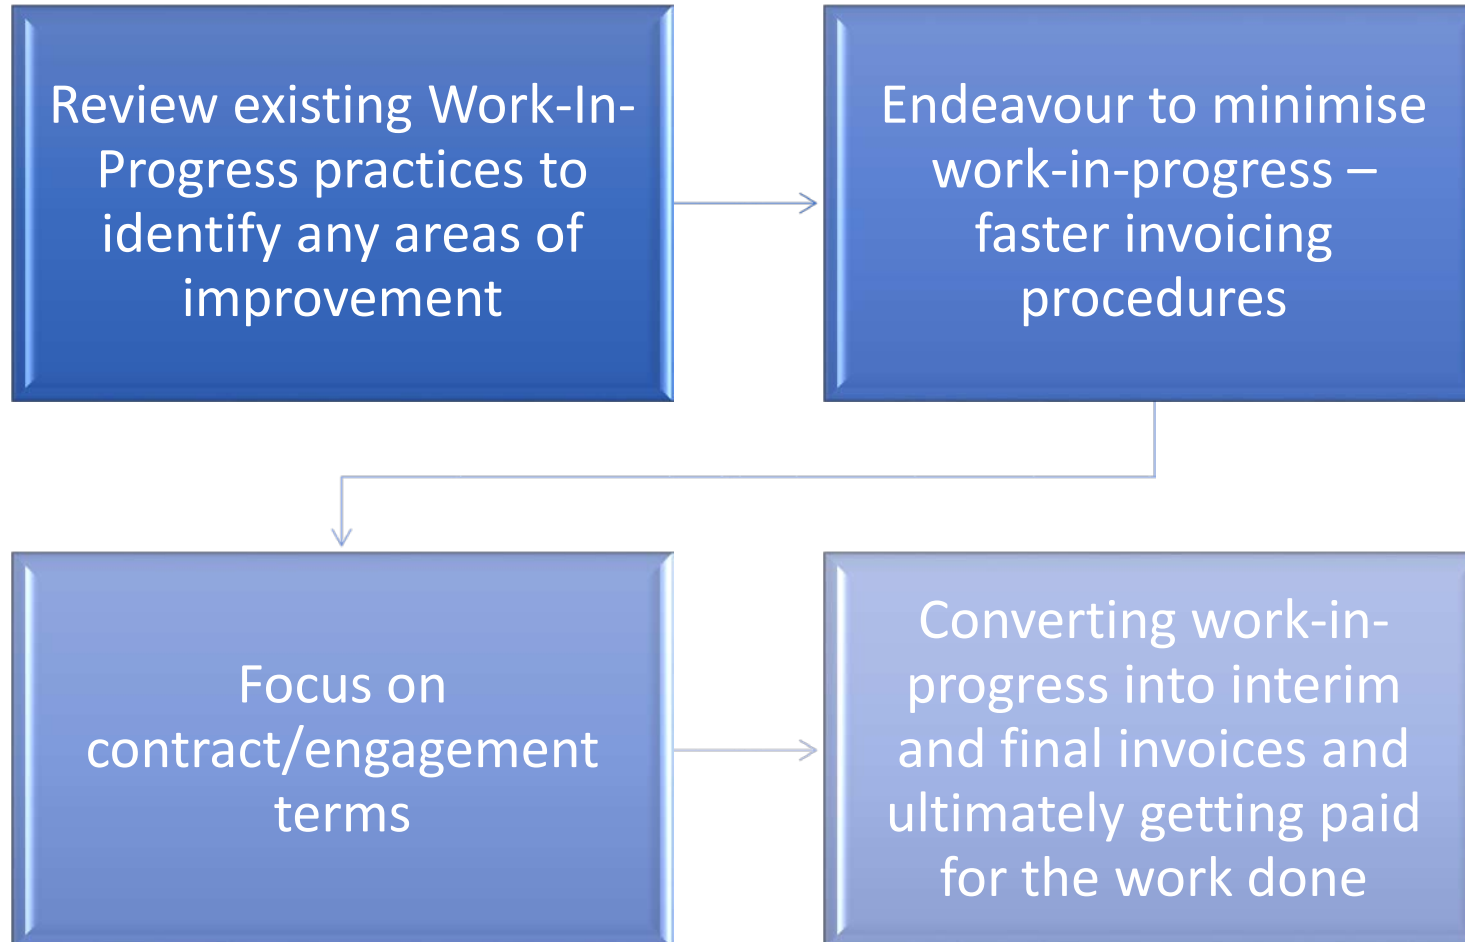 Review existing Work-In-
Progress practices to
identify any areas of
improvement
Endeavour to minimise
work-in-progress –
faster invoicing
procedures
Focus on
contract/engagement
terms
Converting work-in-
progress into interim
and final invoices and
ultimately getting paid
for the work done